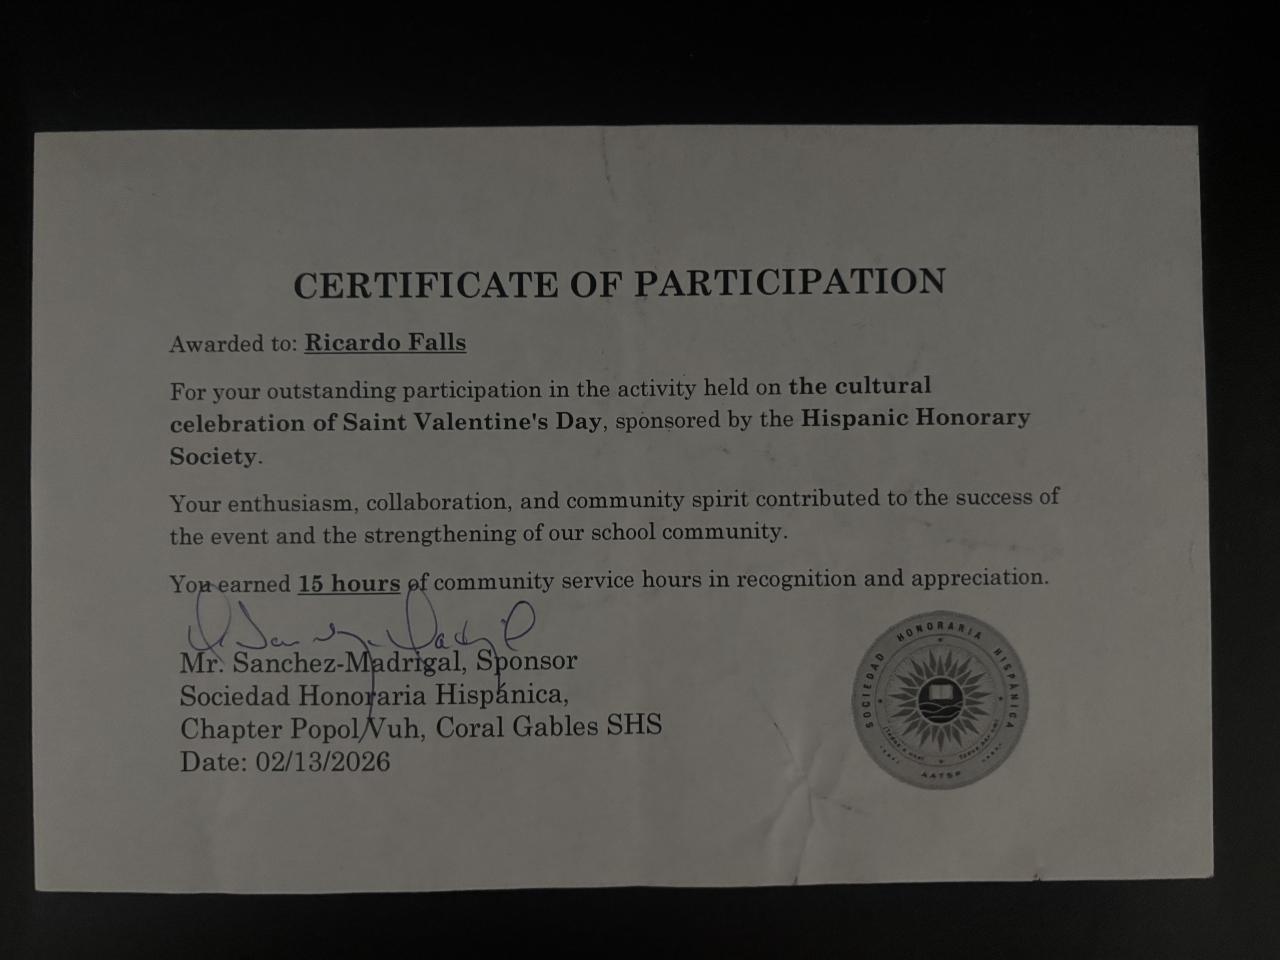 CERTIFICATE OF PARTICIPATION
Awarded to: Ricardo Falls
For your outstanding participation in the activity held on the cultural
celebration of Saint Valentine's Day, sponsored by the Hispanic Honorary
Society.
Your enthusiasm, collaboration, and community spirit contributed to the success of
the event and the strengthening of our school community.
You earned 15 hours of community service hours in recognition and appreciation.
Mr. Sanchez-Madrigal, Sponsor
Sociedad Honoraria Hispánica,
Chapter Popol Vuh, Coral Gables SHS
Date: 02/13/2026
SOCIEDAD HONORARIA HISPÁNICA
AATSP